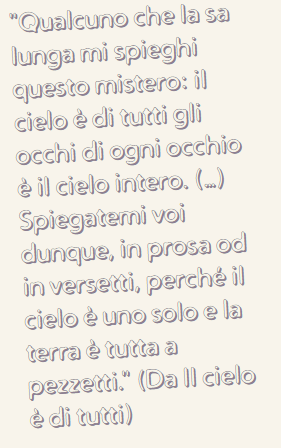 "Qualcuno che la sa
lunga mi spieghi
questo mistero: il
cielo è di tutti gli
occhi di ogni occhio
è il cielo intero. (...)
Spiegatemi voi
dunque, in prosa od
in versetti, perché il
cielo è uno solo e la
terra è tutta a
pezzetti." (Da Il cielo
è di tutti)